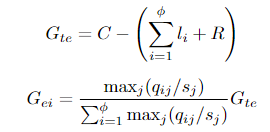 G_{te} = C - \left( \sum_{i=1}^{\phi} l_i + R \right)
G_{ei} = \frac{\max_j(q_{ij}/s_j)}{\sum_{i=1}^{\phi} \max_j(q_{ij}/s_j)} G_{te}